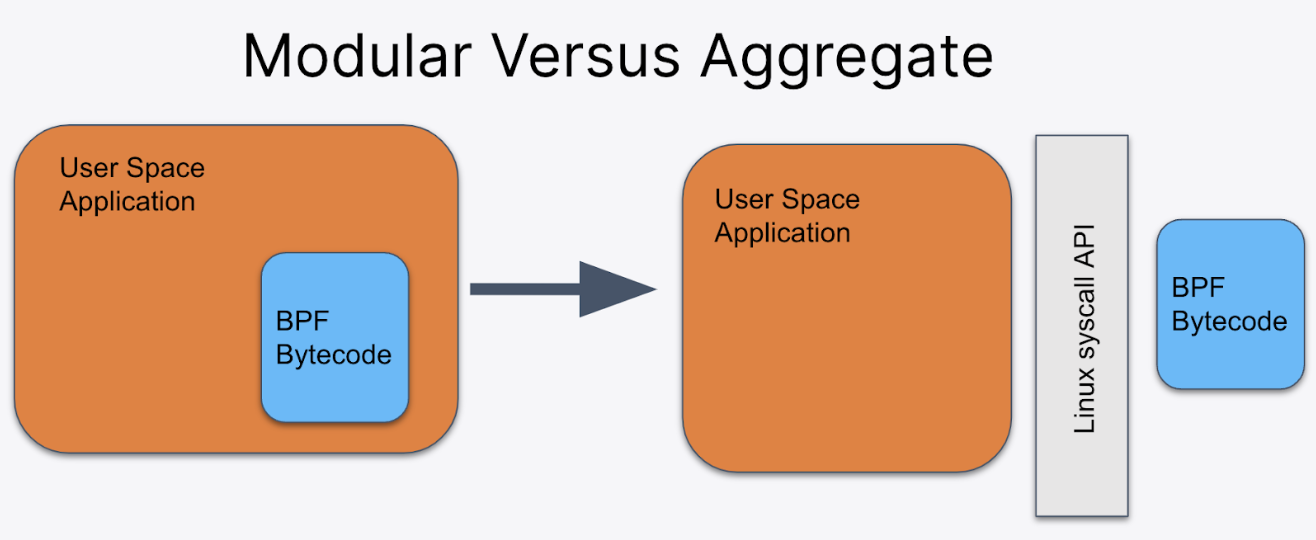 Modular Versus Aggregate
User Space
Application
BPF
Bytecode
User Space
Application
Linux syscall API
BPF
Bytecode